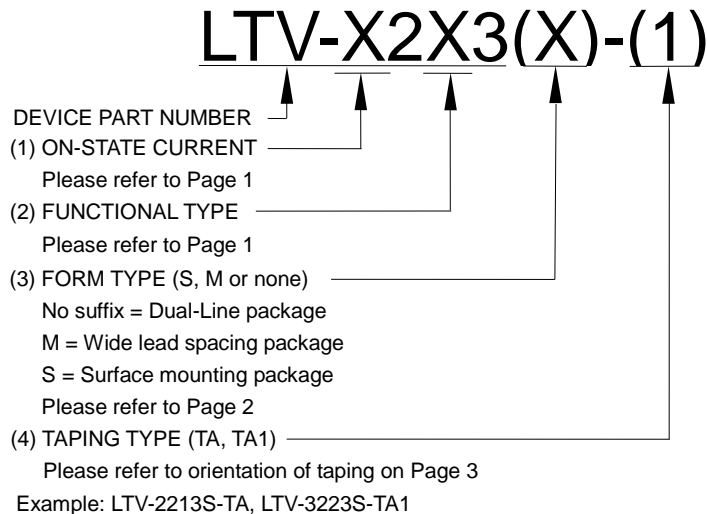 LTV-X2X3(X)-(1)
DEVICE PART NUMBER
(1) ON-STATE CURRENT
Please refer to Page 1
(2) FUNCTIONAL TYPE
Please refer to Page 1
(3) FORM TYPE (S, M or none)
No suffix = Dual-Line package
M = Wide lead spacing package
S = Surface mounting package
Please refer to Page 2
(4) TAPING TYPE (TA, TA1)
Please refer to orientation of taping on Page 3
Example: LTV-2213S-TA, LTV-3223S-TA1